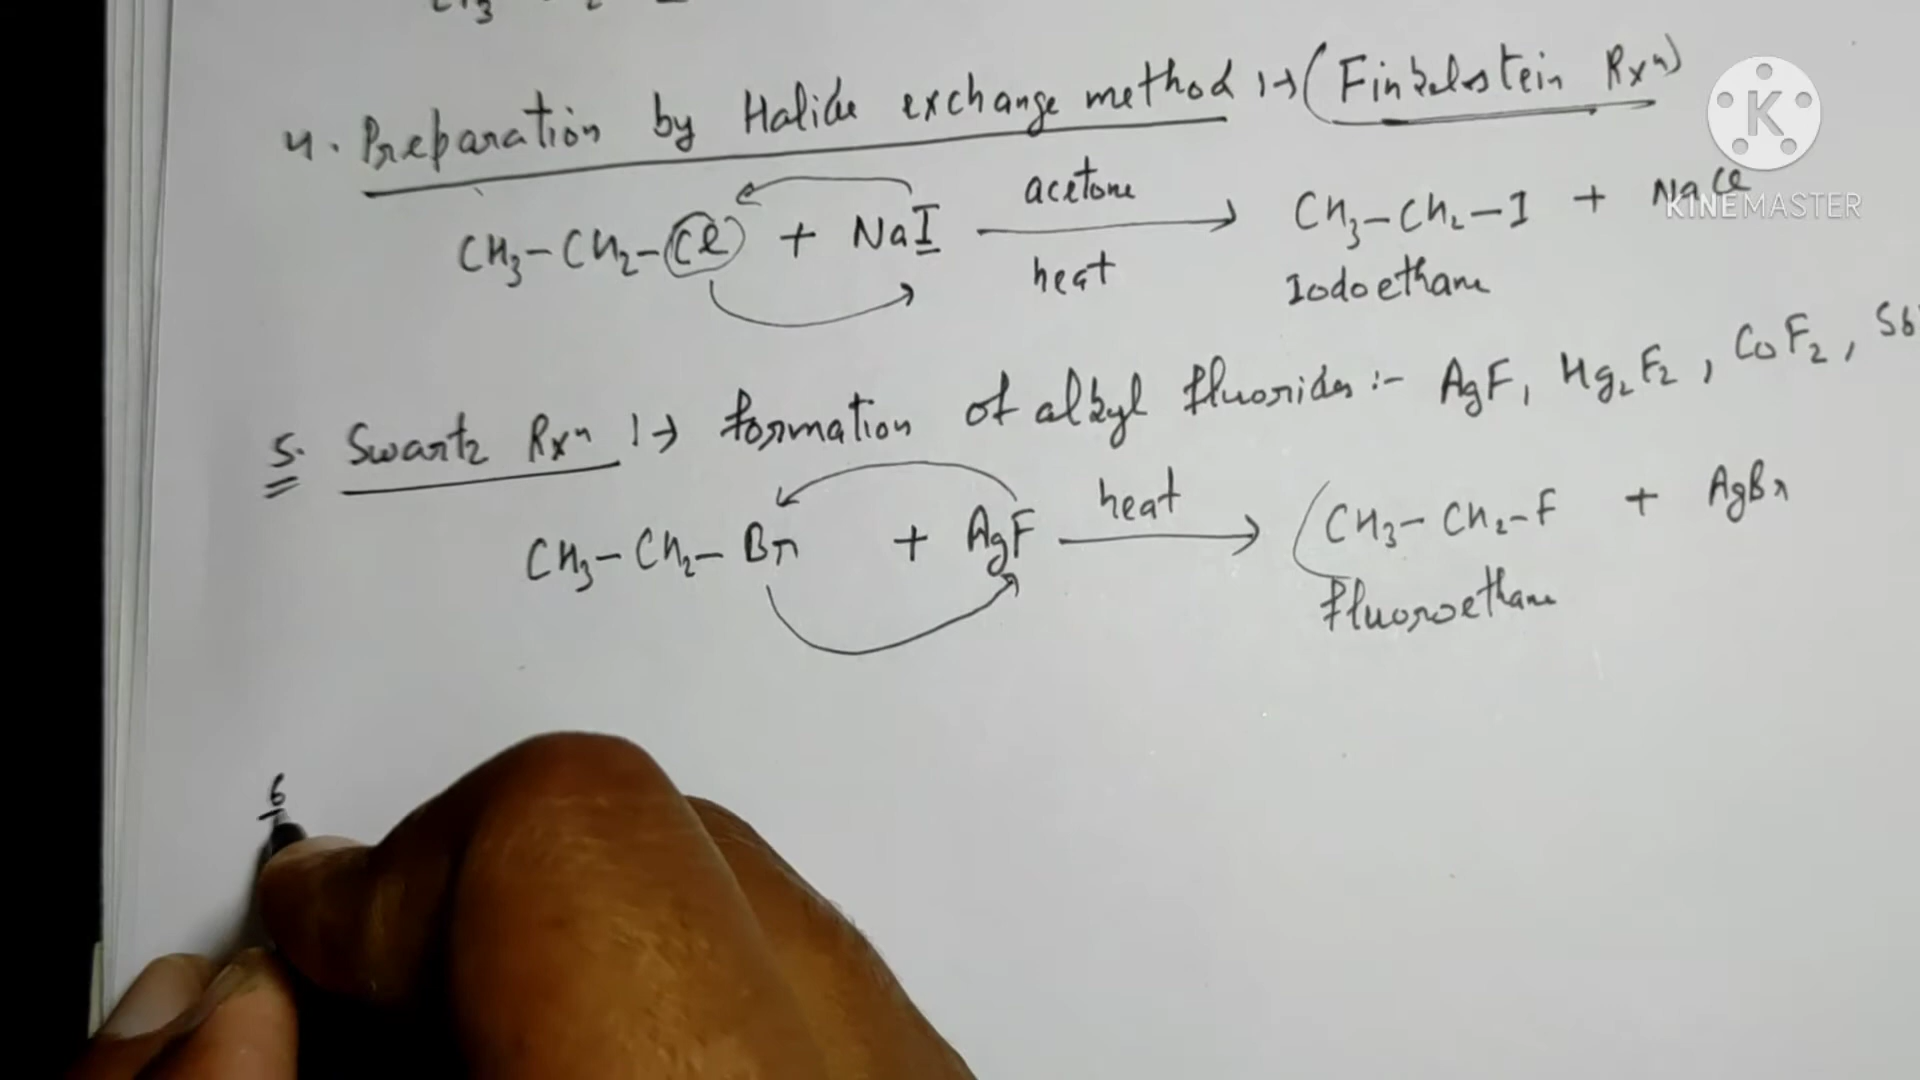 4. Preparation by Halide exchange method :→ (Finkelstein Rxⁿ)
CH₃–CH₂–Cl + NaI acetone heat → CH₃–CH₂–I + NaCl
Iodoethane
KINEMASTER
5. Swartz Rxⁿ :→ formation of alkyl fluorides :- AgF, Hg₂F₂, CoF₂, Sb
CH₃–CH₂–Br + AgF heat → CH₃–CH₂–F + AgBr
fluoroethane
6